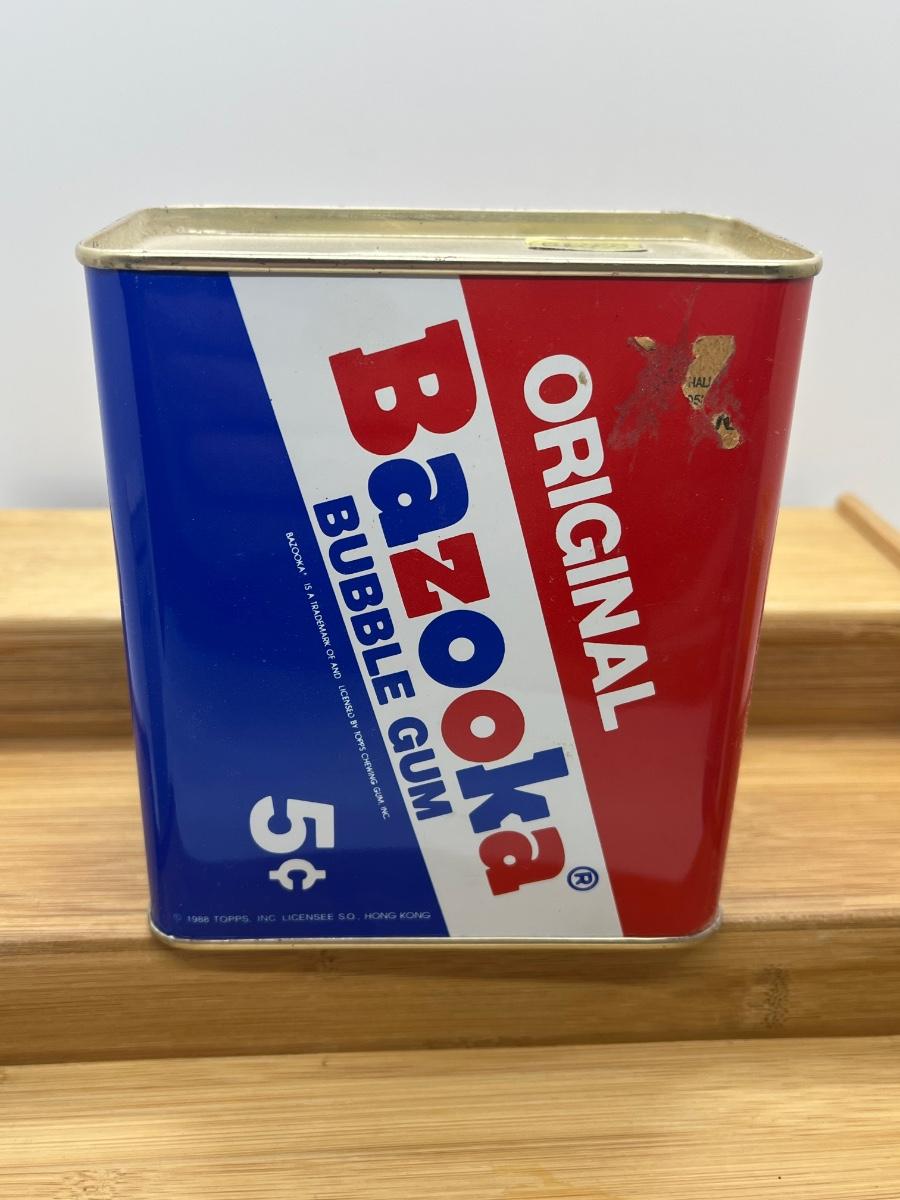 ORIGINAL
Bazooka®
BUBBLE GUM
BAZOOKA® IS A TRADEMARK OF AND LICENSED BY TOPPS CHEWING GUM, INC.
5¢
© 1988 TOPPS, INC. LICENSEE S.O., HONG KONG
HALL